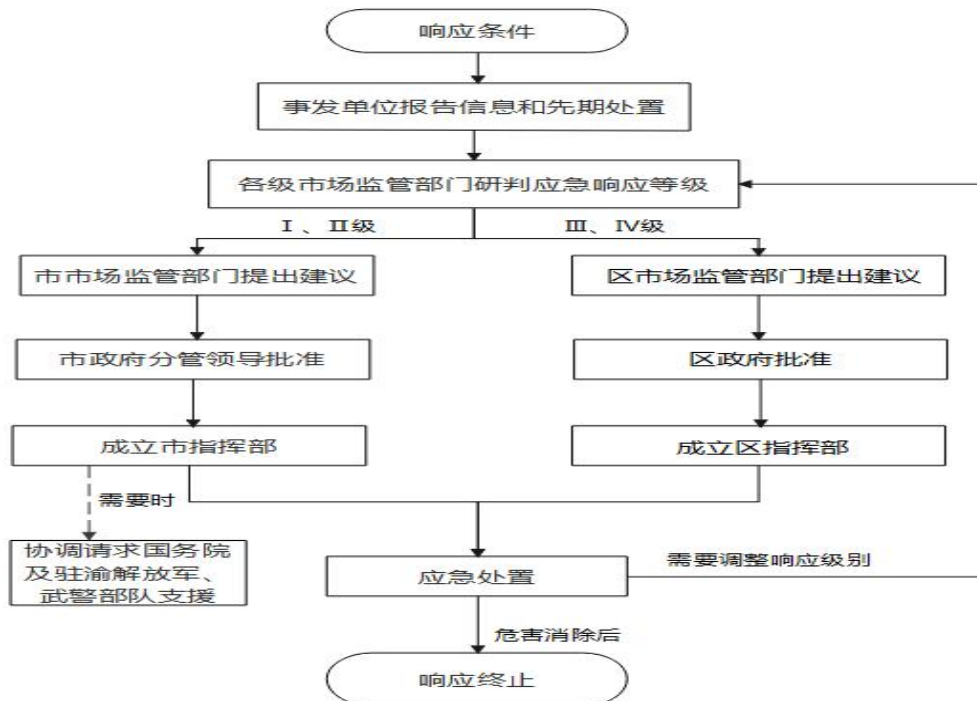 响应条件
事发单位报告信息和先期处置
各级市场监管部门研判应急响应等级
Ⅰ、Ⅱ级
Ⅲ、Ⅳ级
市市场监管部门提出建议
区市场监管部门提出建议
市政府分管领导批准
区政府批准
成立市指挥部
成立区指挥部
需要时
协调请求国务院
及驻渝解放军、
武警部队支援
应急处置
需要调整响应级别
危害消除后
响应终止